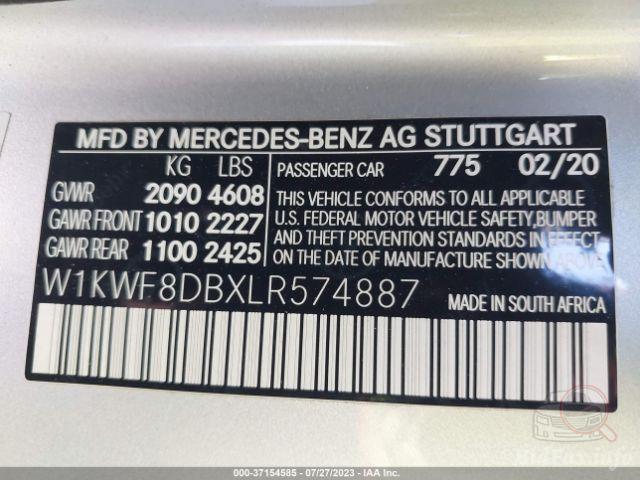 MFD BY MERCEDES-BENZ AG STUTTGART
KG LBS
GVWR 2090 4608
GAWR FRONT 1010 2227
GAWR REAR 1100 2425
PASSENGER CAR 775 02/20
THIS VEHICLE CONFORMS TO ALL APPLICABLE
U.S. FEDERAL MOTOR VEHICLE SAFETY,BUMPER
AND THEFT PREVENTION STANDARDS IN EFFECT
ON THE DATE OF MANUFACTURE SHOWN ABOVE.
W1KWF8DBXLR574887
MADE IN SOUTH AFRICA
BidFax.info
000-37154585 / 07/27/2023 / IAA Inc.